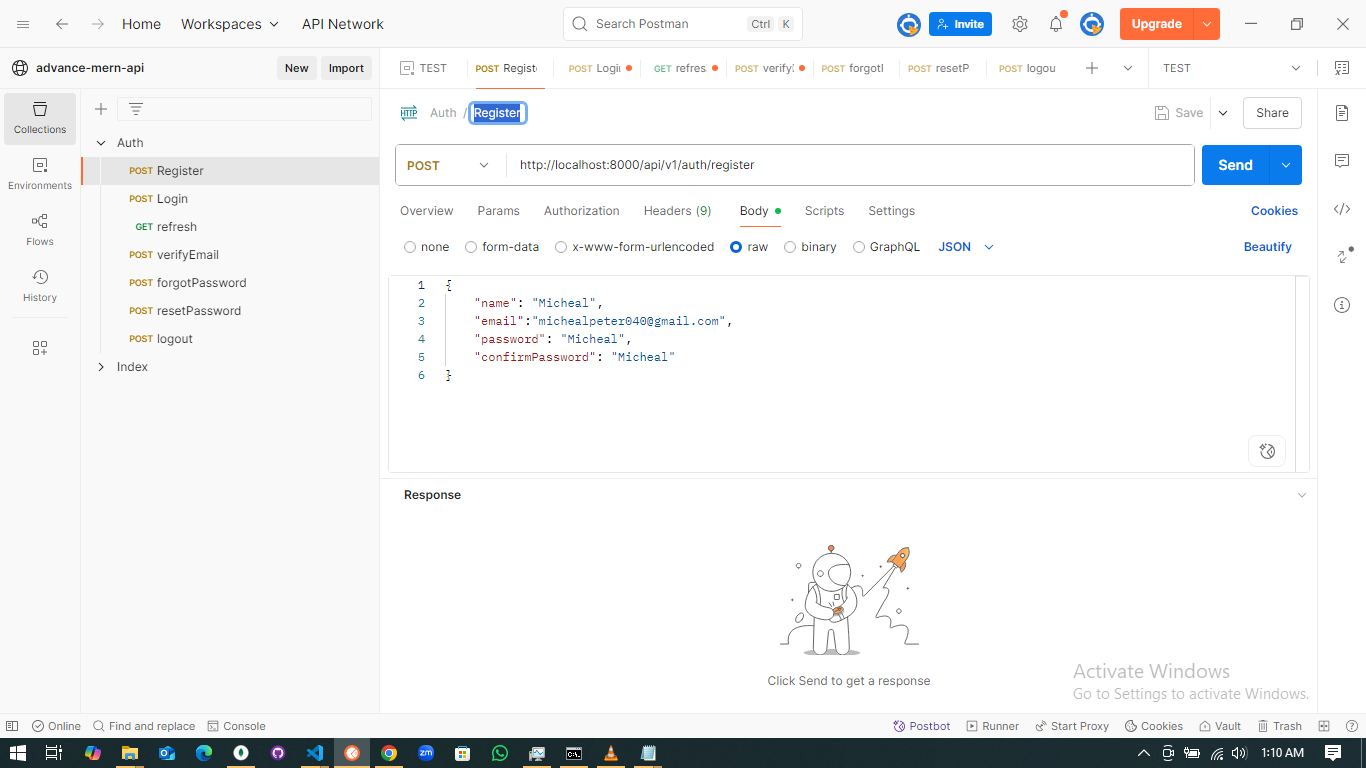 Home Workspaces API Network Search Postman Ctrl K Invite Upgrade
advance-mern-api New Import TEST POST Regist POST Logi GET refres POST verify POST forgotl POST resetP POST logou TEST
Collections
Environments
Flows
History
Auth
POST Register
POST Login
GET refresh
POST verifyEmail
POST forgotPassword
POST resetPassword
POST logout
Index
HTTP Auth / Register Save Share
POST http://localhost:8000/api/v1/auth/register Send
Overview Params Authorization Headers (9) Body Scripts Settings Cookies
none form-data x-www-form-urlencoded raw binary GraphQL JSON Beautify
1 {
2 "name": "Micheal",
3 "email":"michealpeter040@gmail.com",
4 "password": "Micheal",
5 "confirmPassword": "Micheal"
6 }
Response
Click Send to get a response
Activate Windows
Go to Settings to activate Windows.
Online Find and replace Console Postbot Runner Start Proxy Cookies Vault Trash
zm C:\_ 1:10 AM